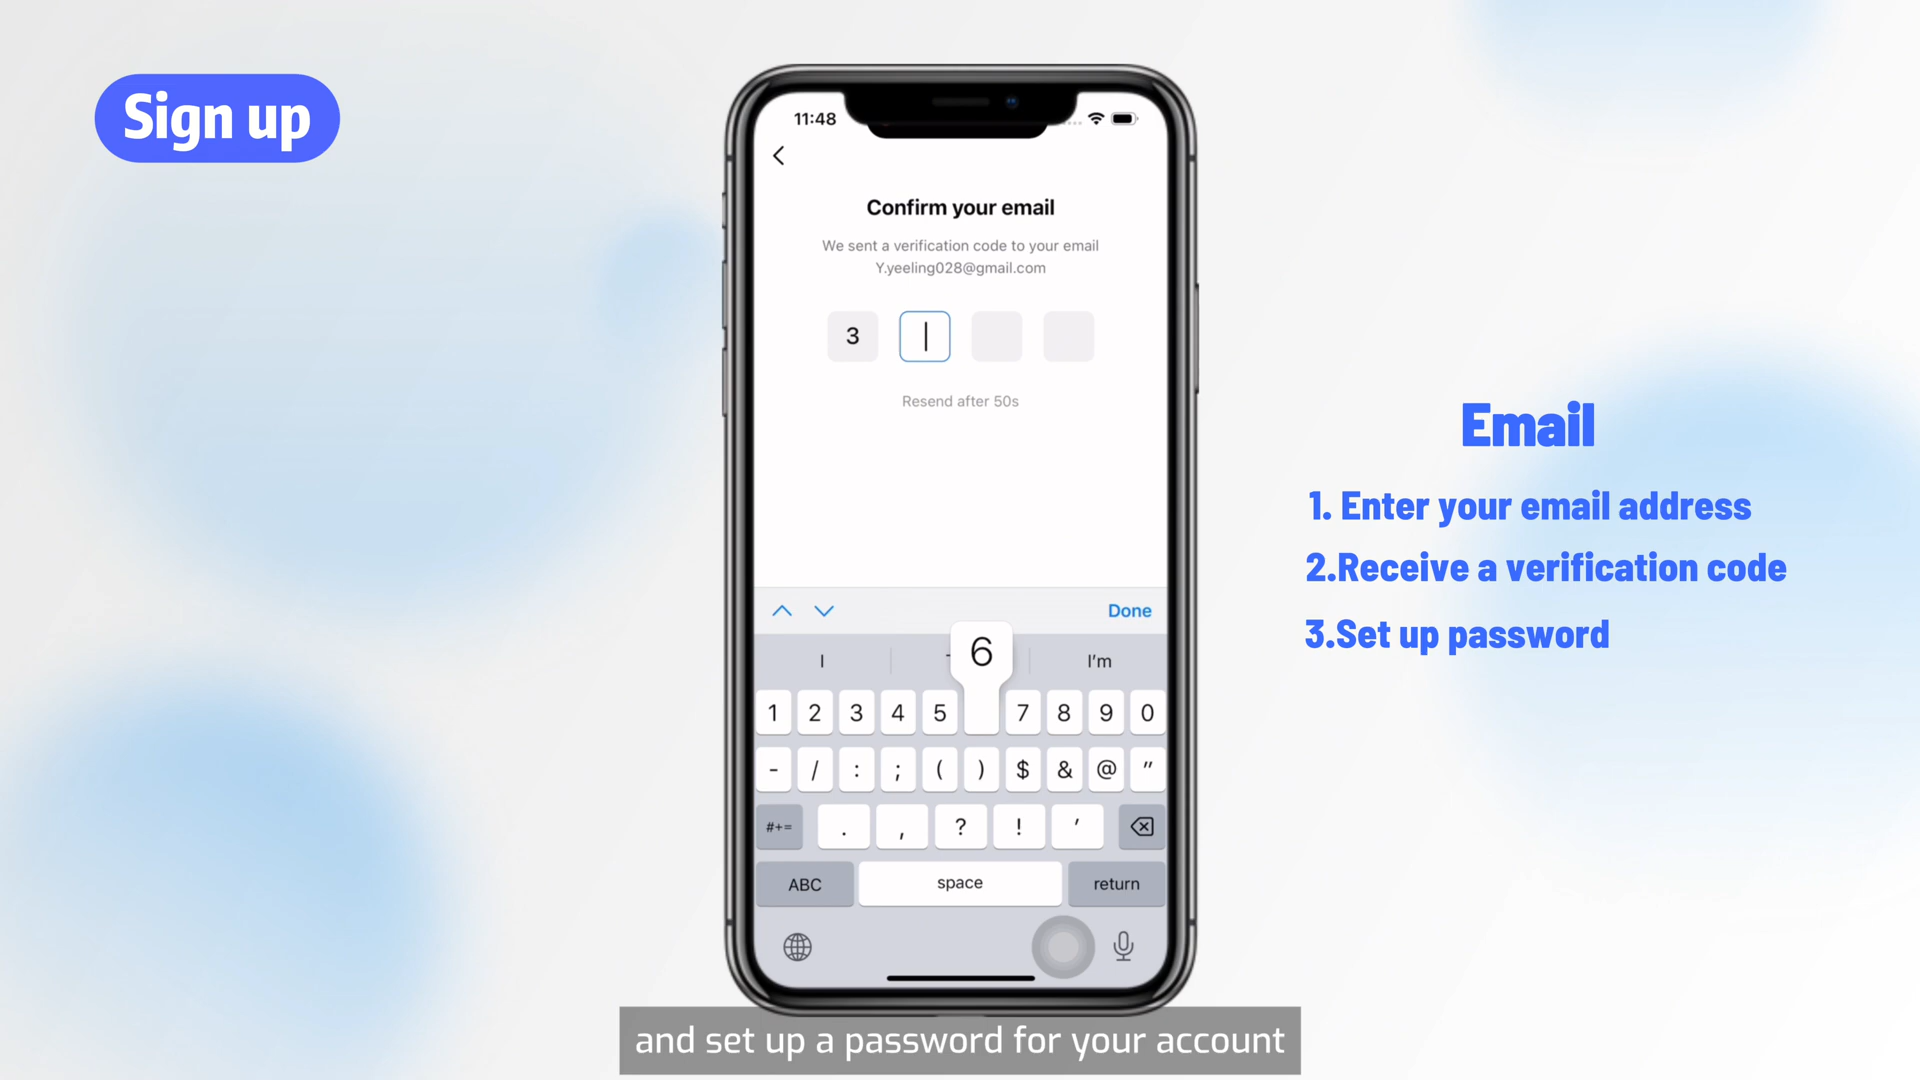 Sign up
11:48
Confirm your email
We sent a verification code to your email
Y.yeeling028@gmail.com
3
Resend after 50s
Email
1. Enter your email address
2.Receive a verification code
3.Set up password
Done
I
I'm
6
1 2 3 4 5 7 8 9 0
- / : ; ( ) $ & @ "
#+= . , ? ! '
ABC space return
and set up a password for your account